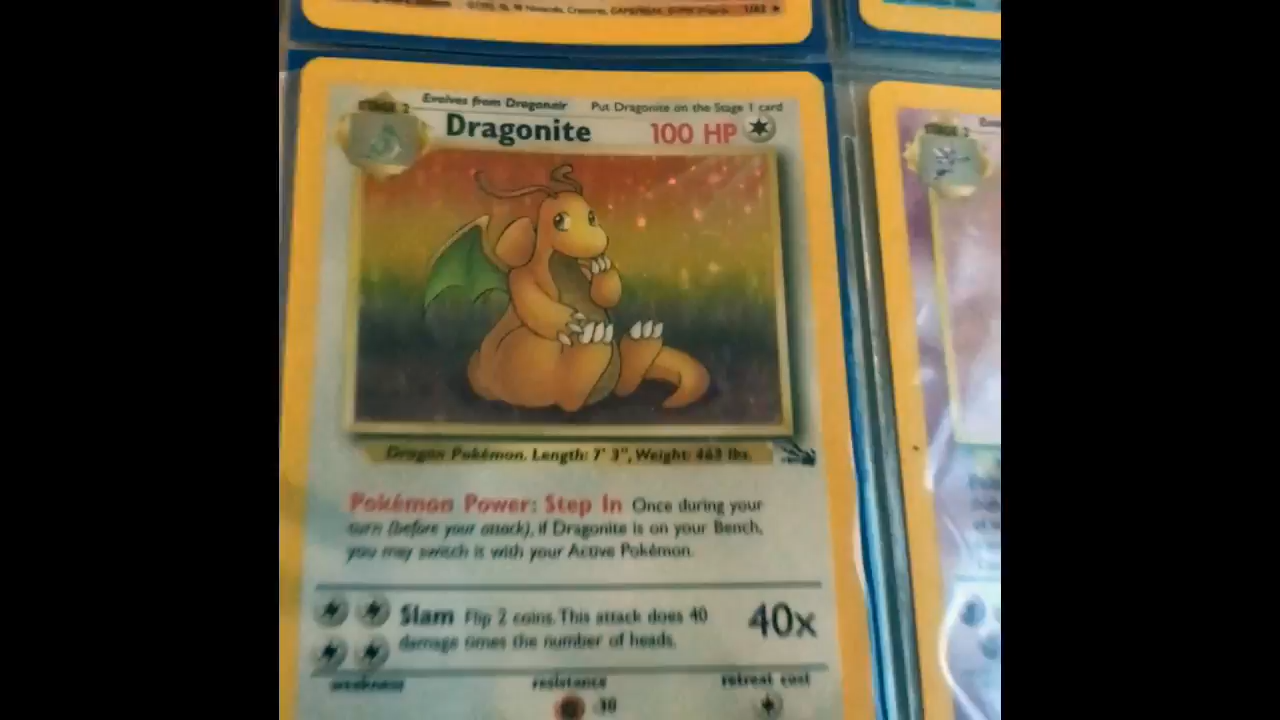 1/62
STAGE 2
Evolves from Dragonair Put Dragonite on the Stage 1 card
Dragonite 100 HP
Dragon Pokémon. Length: 7' 3", Weight: 463 lbs.
Pokémon Power: Step In Once during your
turn (before your attack), if Dragonite is on your Bench,
you may switch it with your Active Pokémon.
Slam Flip 2 coins. This attack does 40
damage times the number of heads.
40x
weakness resistance retreat cost
-30
STAGE 2